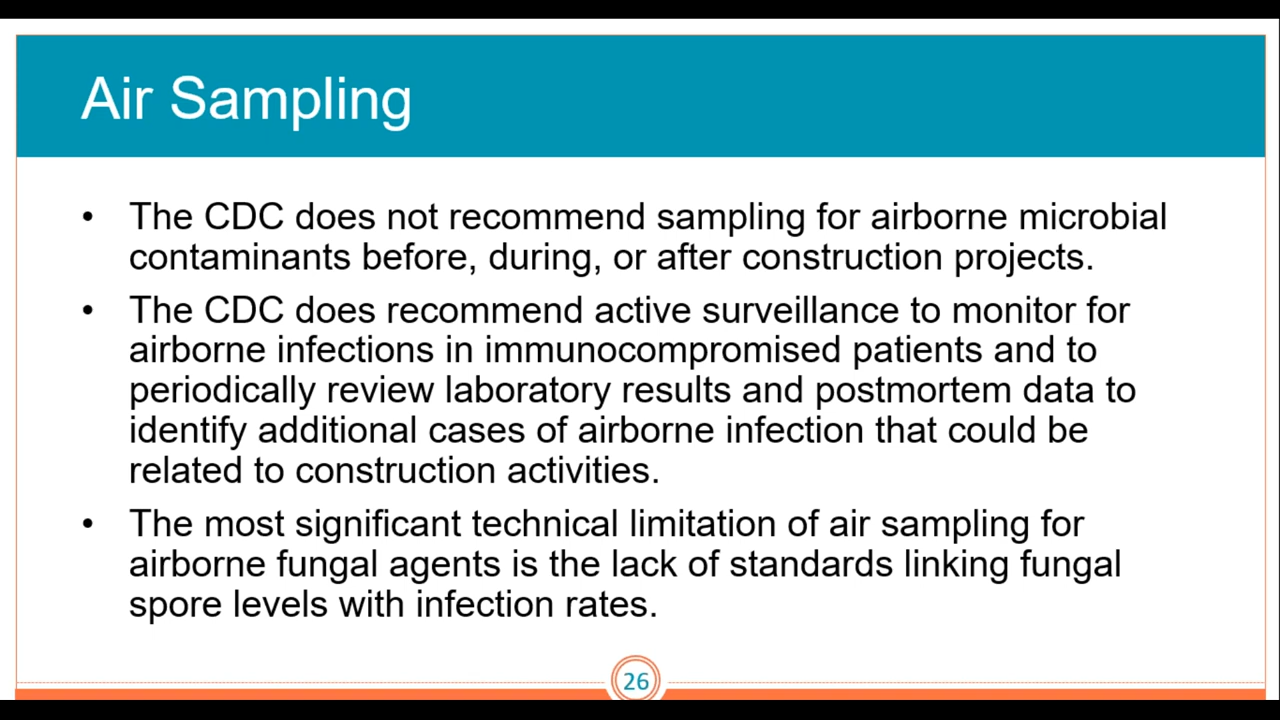 Air Sampling
• The CDC does not recommend sampling for airborne microbial
contaminants before, during, or after construction projects.
• The CDC does recommend active surveillance to monitor for
airborne infections in immunocompromised patients and to
periodically review laboratory results and postmortem data to
identify additional cases of airborne infection that could be
related to construction activities.
• The most significant technical limitation of air sampling for
airborne fungal agents is the lack of standards linking fungal
spore levels with infection rates.
26